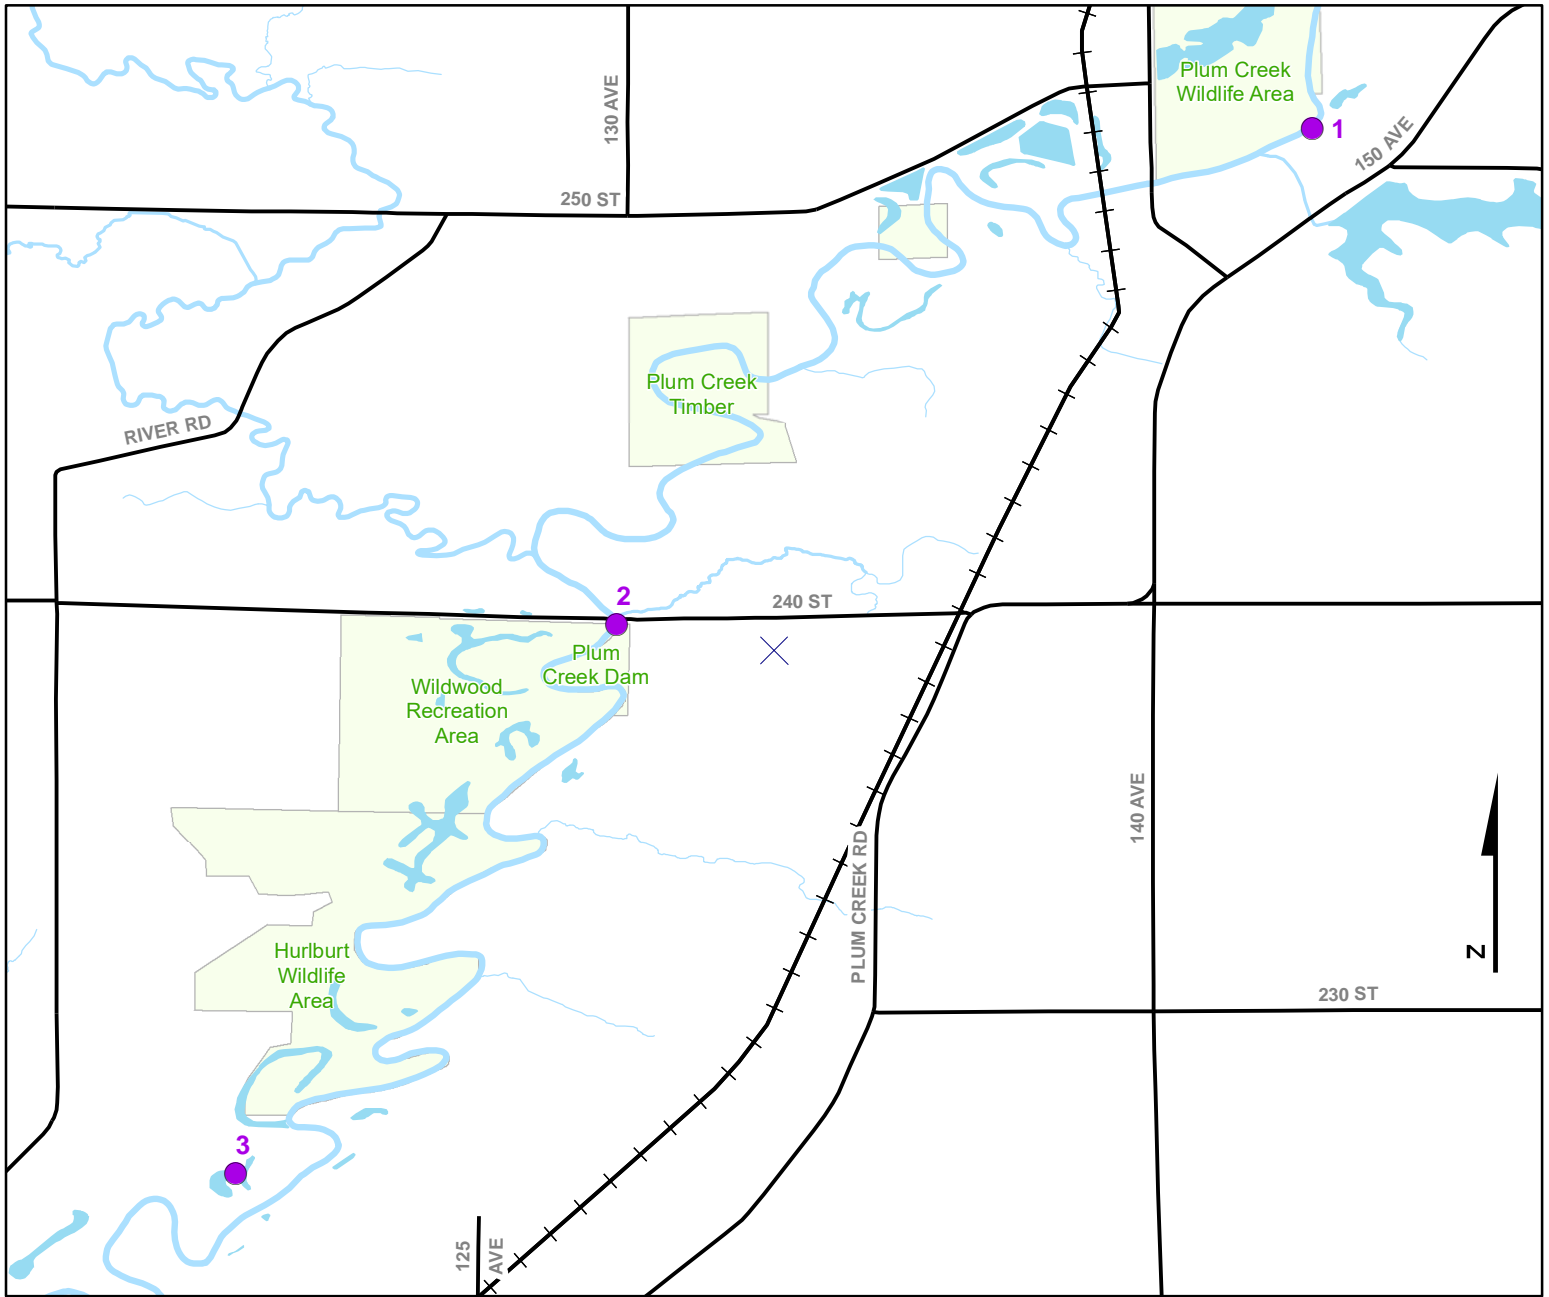 Plum Creek
Wildlife Area
1
150 AVE
130 AVE
250 ST
Plum Creek
Timber
RIVER RD
2
240 ST
Plum
Creek Dam
Wildwood
Recreation
Area
140 AVE
PLUM CREEK RD
Hurlburt
Wildlife
Area
N
230 ST
3
125
AVE